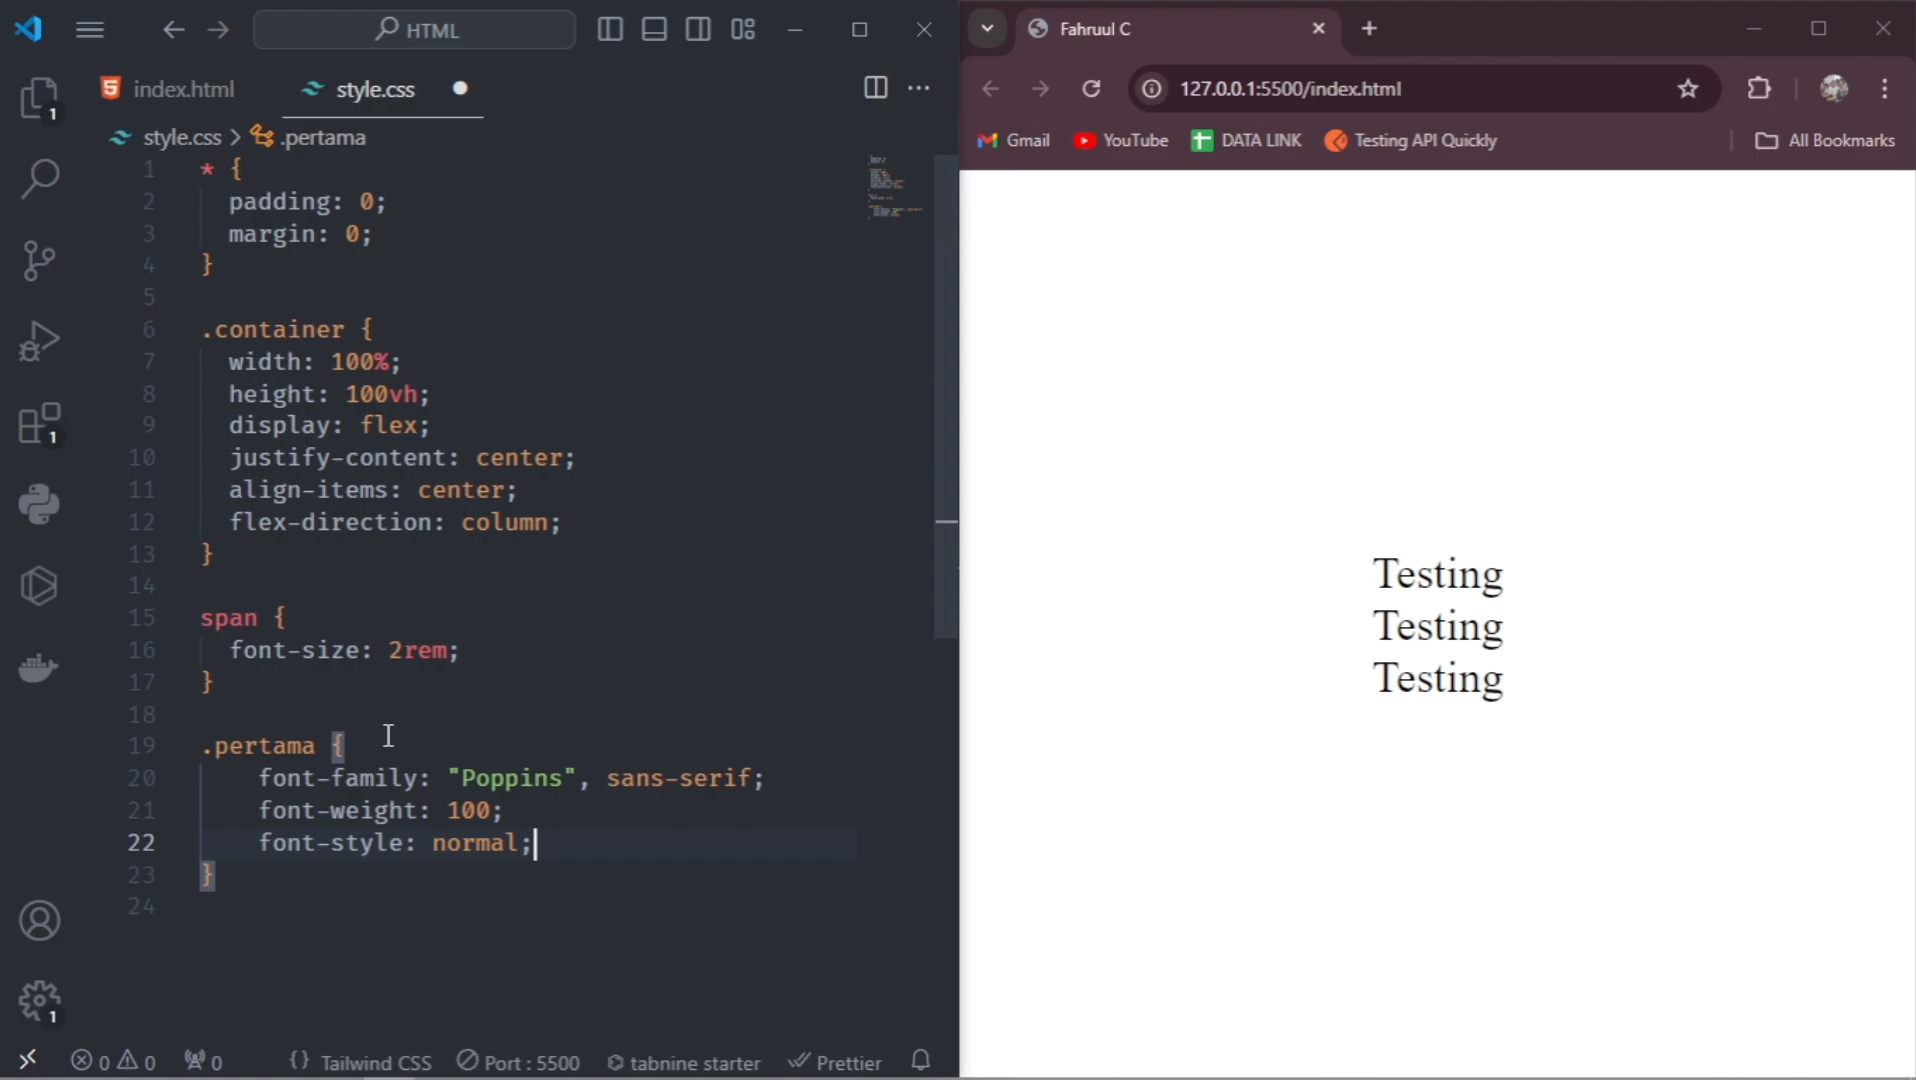 HTML
index.html
style.css
style.css > .pertama
1 * {
2 padding: 0;
3 margin: 0;
4 }
5
6 .container {
7 width: 100%;
8 height: 100vh;
9 display: flex;
10 justify-content: center;
11 align-items: center;
12 flex-direction: column;
13 }
14
15 span {
16 font-size: 2rem;
17 }
18
19 .pertama {
20 font-family: "Poppins", sans-serif;
21 font-weight: 100;
22 font-style: normal;
23 }
24
1
1
1
0 0 0 {} Tailwind CSS Port : 5500 tabnine starter Prettier
Fahruul C
127.0.0.1:5500/index.html
Gmail YouTube DATA LINK Testing API Quickly All Bookmarks
Testing
Testing
Testing